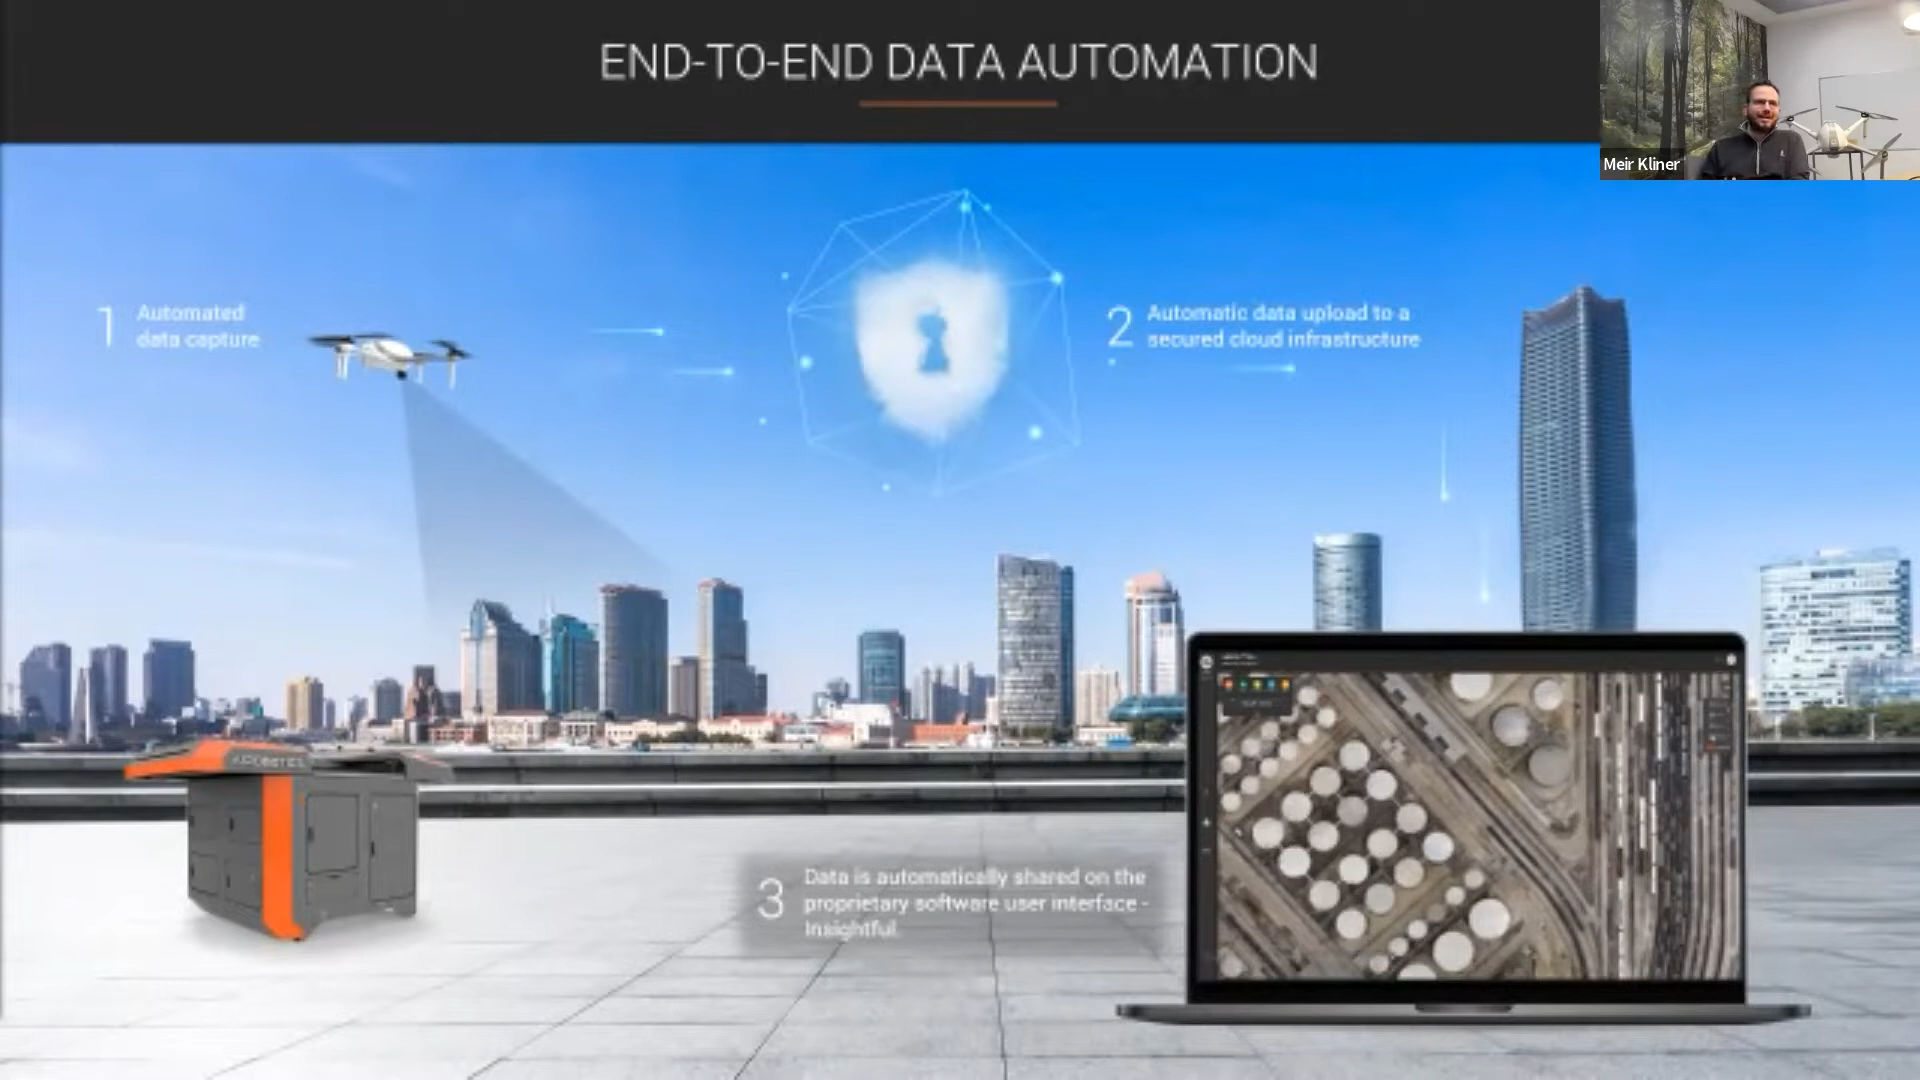 END-TO-END DATA AUTOMATION
Meir Kliner
1
Automated
data capture
2
Automatic data upload to a
secured cloud infrastructure
AIROBOTICS
3
Data is automatically shared on the
proprietary software user interface -
Insightful